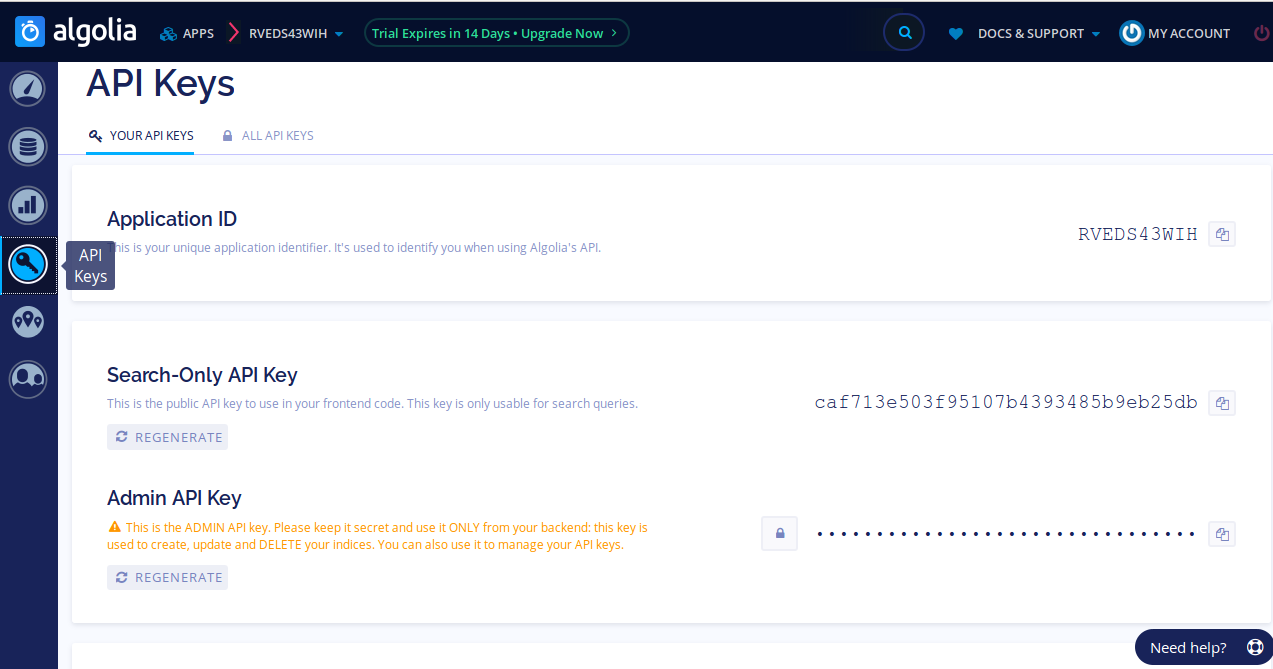 algolia APPS RVEDS43WIH Trial Expires in 14 Days • Upgrade Now DOCS & SUPPORT MY ACCOUNT
API Keys
YOUR API KEYS ALL API KEYS
Application ID
This is your unique application identifier. It's used to identify you when using Algolia's API.
RVEDS43WIH
API
Keys
Search-Only API Key
This is the public API key to use in your frontend code. This key is only usable for search queries.
caf713e503f95107b4393485b9eb25db
REGENERATE
Admin API Key
This is the ADMIN API key. Please keep it secret and use it ONLY from your backend: this key is
used to create, update and DELETE your indices. You can also use it to manage your API keys.
••••••••••••••••••••••••••••••••
REGENERATE
Need help?